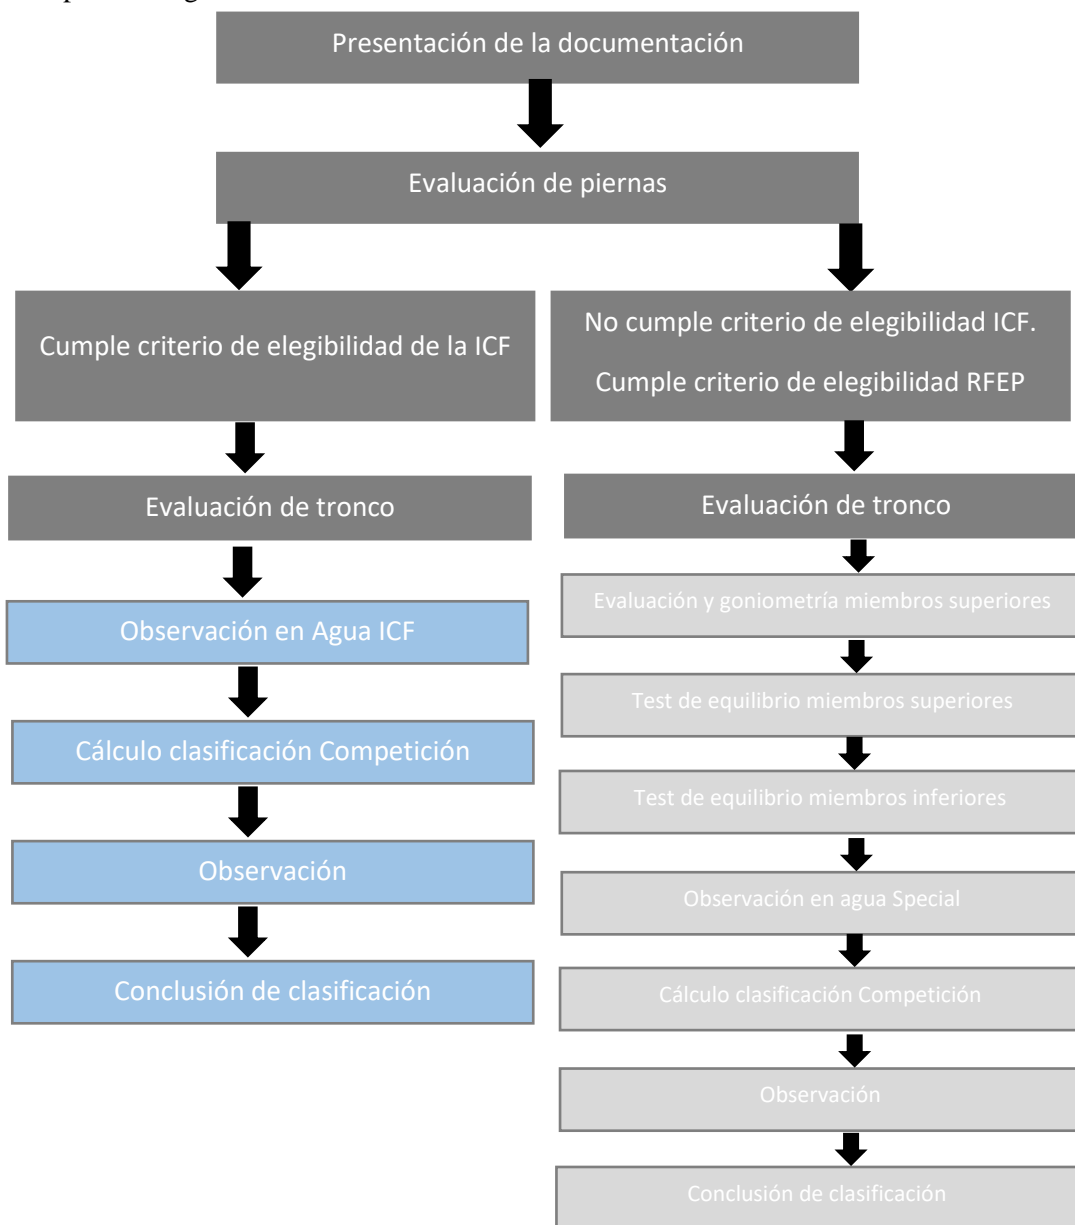 Presentación de la documentación
Evaluación de piernas
Cumple criterio de elegibilidad de la ICF
No cumple criterio de elegibilidad ICF.
Cumple criterio de elegibilidad RFEP
Evaluación de tronco
Observación en Agua ICF
Cálculo clasificación Competición
Observación
Conclusión de clasificación
Evaluación de tronco
Evaluación y goniometría miembros superiores
Test de equilibrio miembros superiores
Test de equilibrio miembros inferiores
Observación en agua Special
Cálculo clasificación Competición
Observación
Conclusión de clasificación